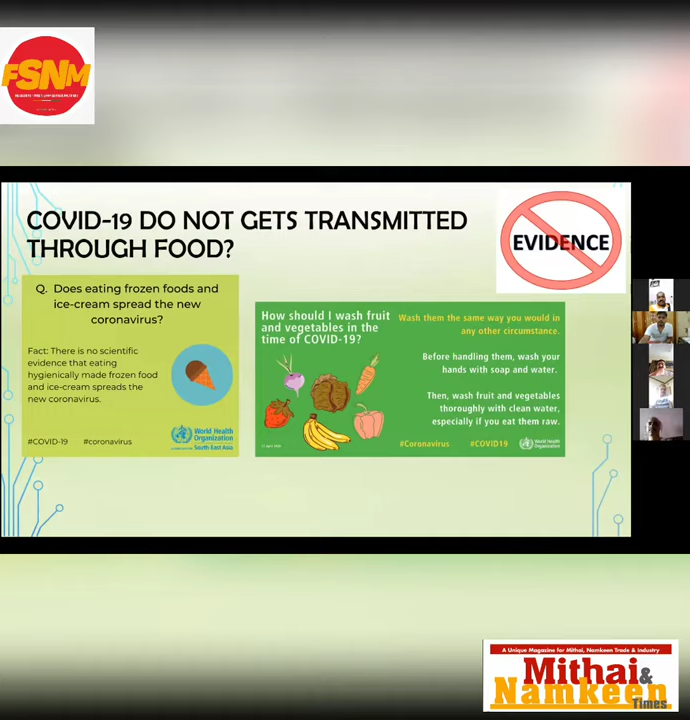 FSNM
COVID-19 DO NOT GETS TRANSMITTED
THROUGH FOOD?
EVIDENCE
Q. Does eating frozen foods and
ice-cream spread the new
coronavirus?
Fact: There is no scientific
evidence that eating
hygienically made frozen food
and ice-cream spreads the
new coronavirus.
#COVID-19 #coronavirus
World Health
Organization
South East Asia
How should I wash fruit
and vegetables in the
time of COVID-19?
Wash them the same way you would in
any other circumstance.
Before handling them, wash your
hands with soap and water.
Then, wash fruit and vegetables
thoroughly with clean water,
especially if you eat them raw.
#Coronavirus #COVID19
World Health
Organization
A Unique Magazine for Mithai, Namkeen Trade & Industry
Mithai &
Namkeen
Times